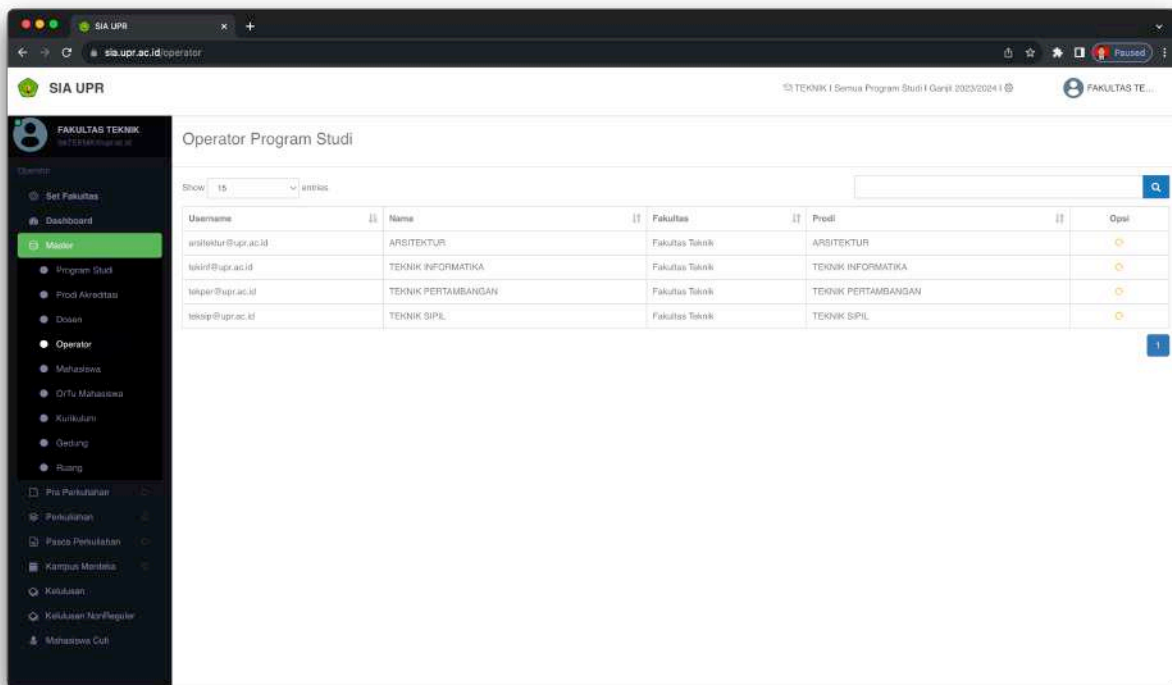 SIA UPR
sia.upr.ac.id/operator
Paused
SIA UPR
TEKNIK | Semua Program Studi | Ganjil 2023/2024 |
FAKULTAS TE...
FAKULTAS TEKNIK
Operator
Set Fakultas
Dashboard
Master
Program Studi
Prodi Akreditasi
Dosen
Operator
Mahasiswa
OrTu Mahasiswa
Kurikulum
Gedung
Ruang
Pra Perkuliahan
Perkuliahan
Pasca Perkuliahan
Kampus Merdeka
Kelulusan
Kelulusan NonReguler
Mahasiswa Cuti
Operator Program Studi
Show 15 entries
Username Name Fakultas Prodi Opsi
arsitektur@upr.ac.id ARSITEKTUR Fakultas Teknik ARSITEKTUR
tekinf@upr.ac.id TEKNIK INFORMATIKA Fakultas Teknik TEKNIK INFORMATIKA
tekper@upr.ac.id TEKNIK PERTAMBANGAN Fakultas Teknik TEKNIK PERTAMBANGAN
teksip@upr.ac.id TEKNIK SIPIL Fakultas Teknik TEKNIK SIPIL
1